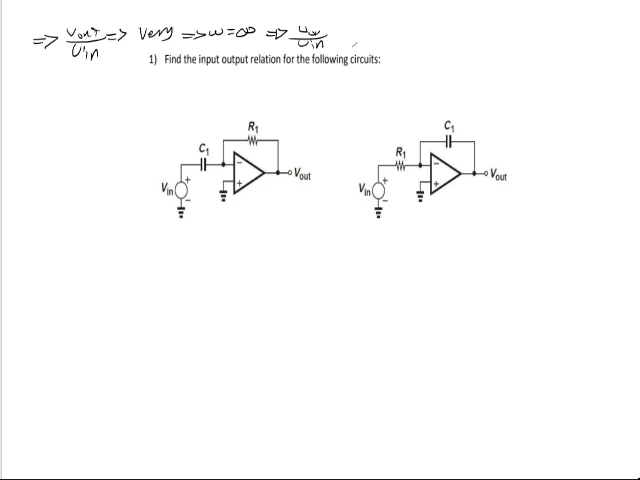 => Vout/Vin => Very => ω=∞ => /Vin
1) Find the input output relation for the following circuits:
R1
C1
Vin
+
−
−
+
Vout
C1
R1
Vin
+
−
−
+
Vout